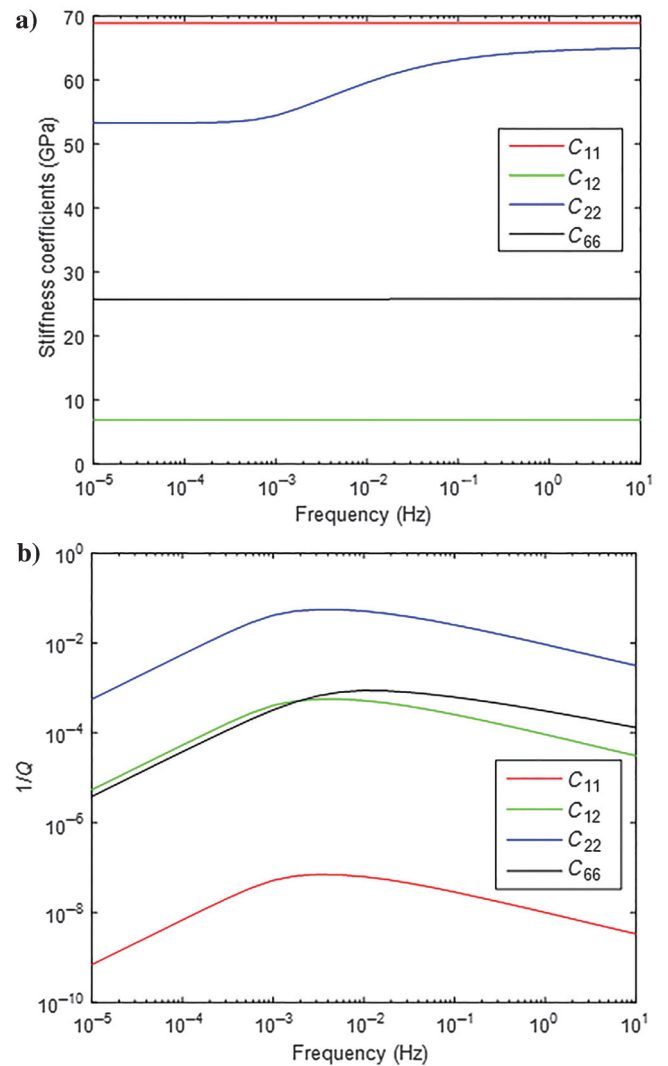 a)
70
60
50
40
30
20
10
0
Stiffness coefficients (GPa)
C₁₁
C₁₂
C₂₂
C₆₆
10⁻⁵ 10⁻⁴ 10⁻³ 10⁻² 10⁻¹ 10⁰ 10¹
Frequency (Hz)
b)
10⁰
10⁻²
10⁻⁴
10⁻⁶
10⁻⁸
10⁻¹⁰
1/Q
C₁₁
C₁₂
C₂₂
C₆₆
10⁻⁵ 10⁻⁴ 10⁻³ 10⁻² 10⁻¹ 10⁰ 10¹
Frequency (Hz)